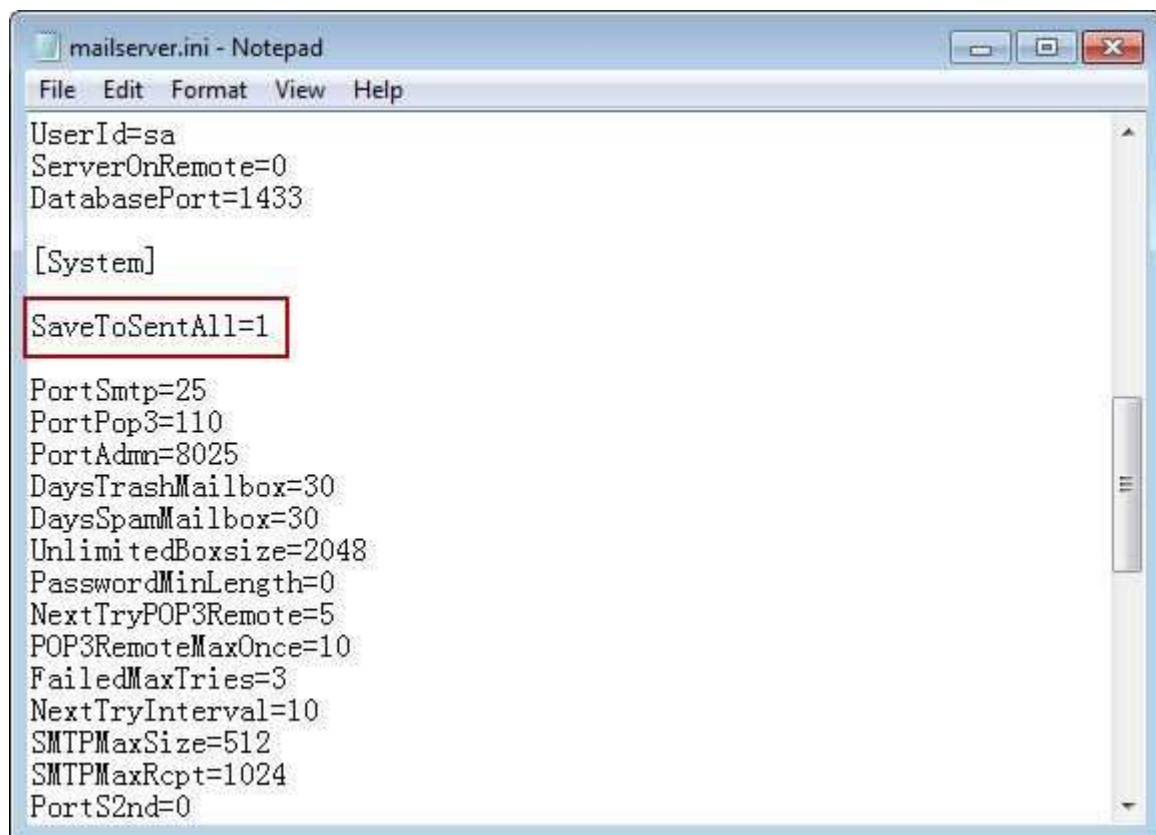 mailserver.ini - Notepad
File Edit Format View Help
UserId=sa
ServerOnRemote=0
DatabasePort=1433
[System]
SaveToSentAll=1
PortSmtp=25
PortPop3=110
PortAdmn=8025
DaysTrashMailbox=30
DaysSpamMailbox=30
UnlimitedBoxsize=2048
PasswordMinLength=0
NextTryPOP3Remote=5
POP3RemoteMaxOnce=10
FailedMaxTries=3
NextTryInterval=10
SMTPMaxSize=512
SMTPMaxRcpt=1024
PortS2nd=0